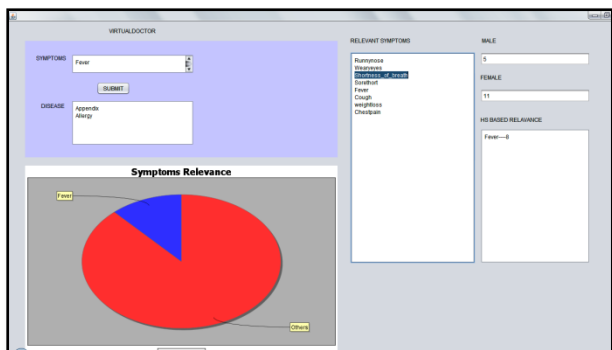 VIRTUALDOCTOR
SYMPTOMS
Fever
SUBMIT
DISEASE
Appendix
Allergy
Symptoms Relevance
Fever
Others
RELEVANT SYMPTOMS
Runnynose
Wearyeves
Shortness_of_breath
Sorethort
Fever
Cough
weightloss
Chestpain
MALE
5
FEMALE
11
HS BASED RELAVANCE
Fever----8